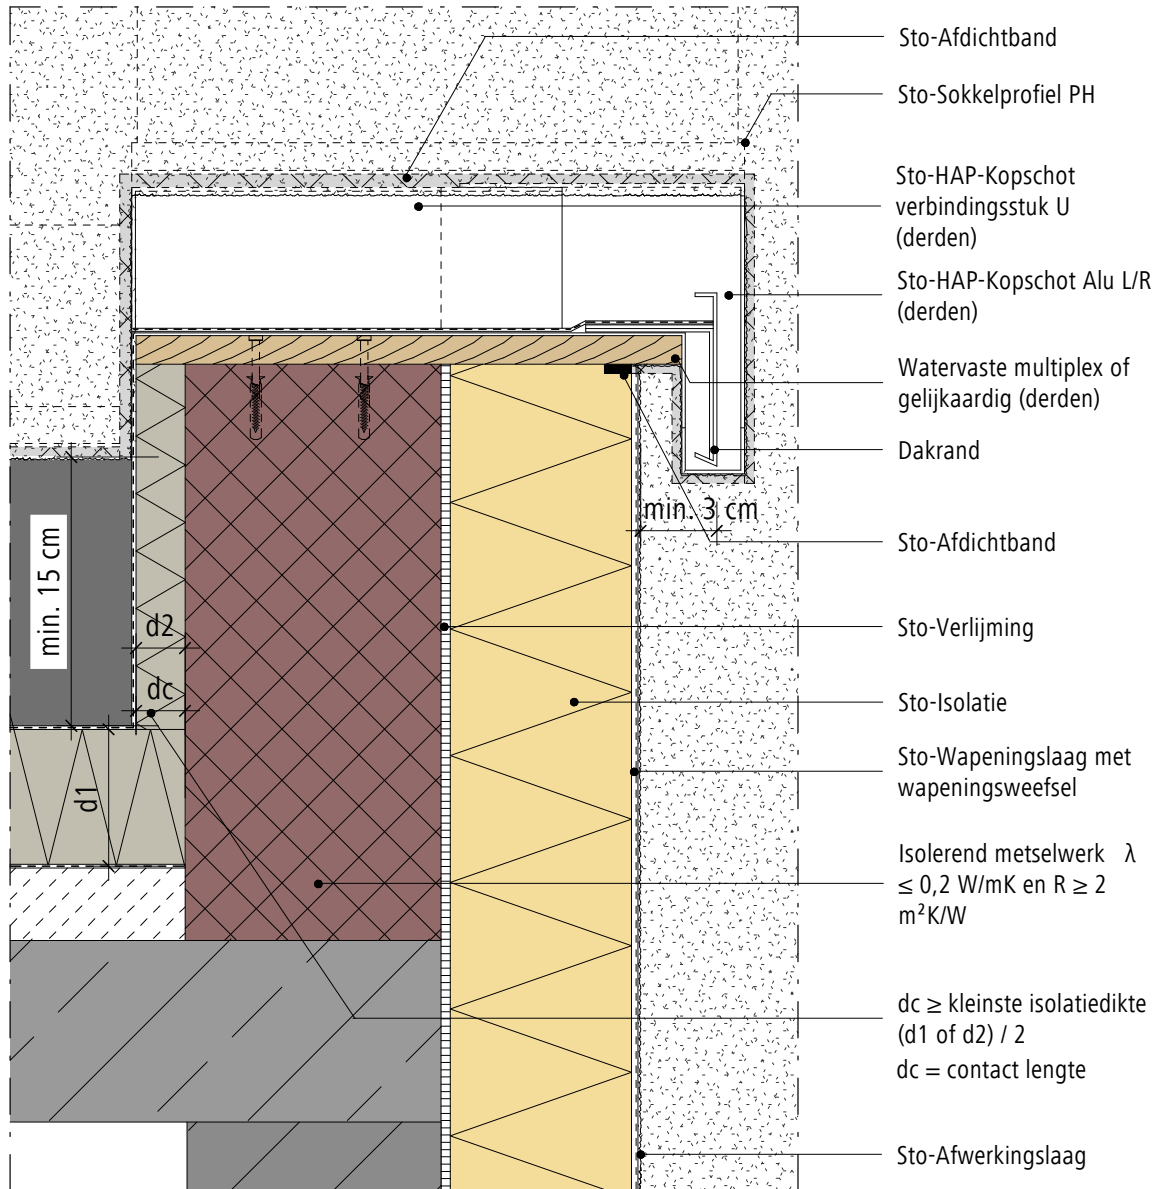 Sto-Afdichtband
Sto-Sokkelprofiel PH
Sto-HAP-Kopschot
verbindingsstuk U
(derden)
Sto-HAP-Kopschot Alu L/R
(derden)
Watervaste multiplex of
gelijkaardig (derden)
Dakrand
min. 3 cm
Sto-Afdichtband
min. 15 cm
d2
Sto-Verlijming
dc
Sto-Isolatie
d1
Sto-Wapeningslaag met
wapeningsweefsel
Isolerend metselwerk λ
≤ 0,2 W/mK en R ≥ 2
m²K/W
dc ≥ kleinste isolatiedikte
(d1 of d2) / 2
dc = contact lengte
Sto-Afwerkingslaag